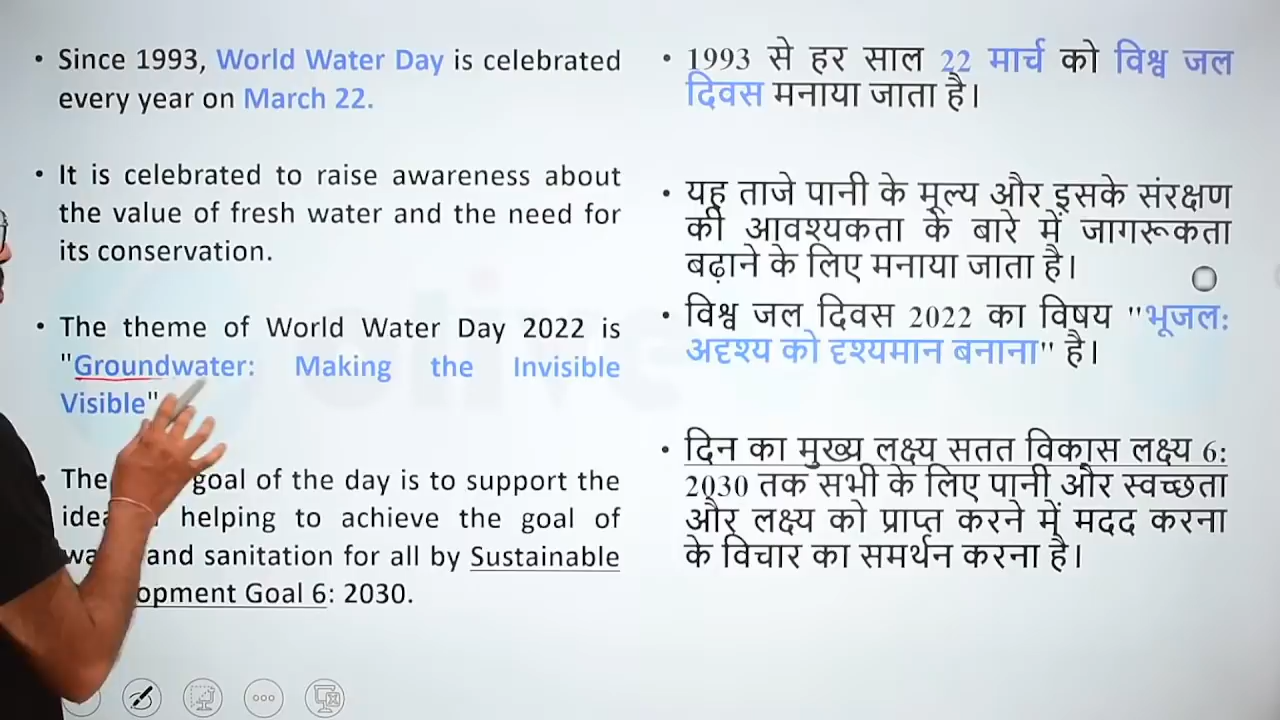 • Since 1993, World Water Day is celebrated
every year on March 22.
• It is celebrated to raise awareness about
the value of fresh water and the need for
its conservation.
• The theme of World Water Day 2022 is
"Groundwater: Making the Invisible
Visible"
• The goal of the day is to support the
helping to achieve the goal of
and sanitation for all by Sustainable
opment Goal 6: 2030.
• 1993 से हर साल 22 मार्च को विश्व जल
दिवस मनाया जाता है।
• यह ताजे पानी के मूल्य और इसके संरक्षण
की आवश्यकता के बारे में जागरूकता
बढ़ाने के लिए मनाया जाता है।
• विश्व जल दिवस 2022 का विषय "भूजल:
अदृश्य को दृश्यमान बनाना" है।
• दिन का मुख्य लक्ष्य सतत विकास लक्ष्य 6:
2030 तक सभी के लिए पानी और स्वच्छता
और लक्ष्य को प्राप्त करने में मदद करना
के विचार का समर्थन करना है।